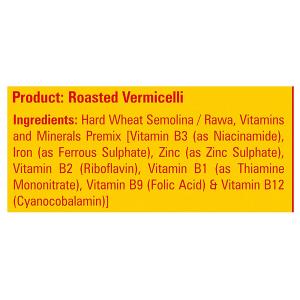 Product: Roasted Vermicelli
Ingredients: Hard Wheat Semolina / Rawa, Vitamins
and Minerals Premix [Vitamin B3 (as Niacinamide),
Iron (as Ferrous Sulphate), Zinc (as Zinc Sulphate),
Vitamin B2 (Riboflavin), Vitamin B1 (as Thiamine
Mononitrate), Vitamin B9 (Folic Acid) & Vitamin B12
(Cyanocobalamin)]